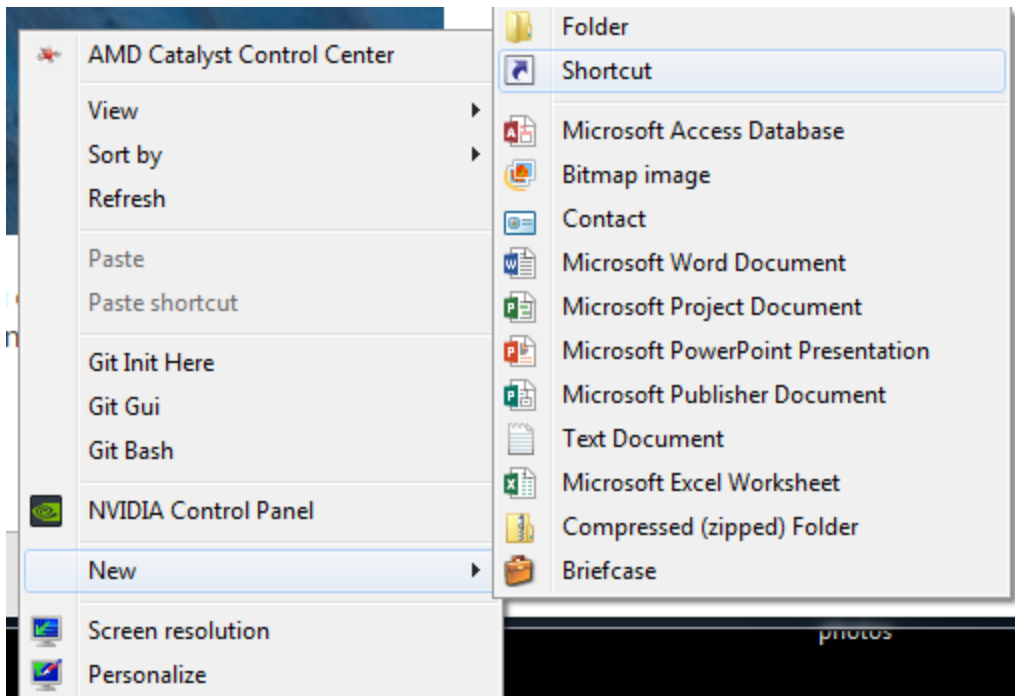 AMD Catalyst Control Center
View
Sort by
Refresh
Paste
Paste shortcut
Git Init Here
Git Gui
Git Bash
NVIDIA Control Panel
New
Screen resolution
Personalize
Folder
Shortcut
Microsoft Access Database
Bitmap image
Contact
Microsoft Word Document
Microsoft Project Document
Microsoft PowerPoint Presentation
Microsoft Publisher Document
Text Document
Microsoft Excel Worksheet
Compressed (zipped) Folder
Briefcase
photos